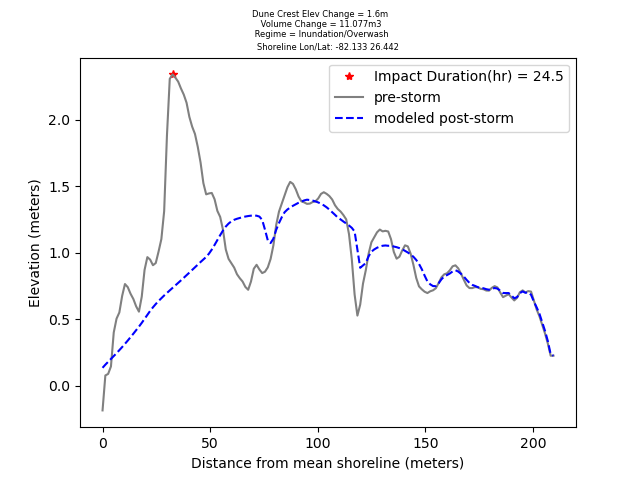 Dune Crest Elev Change = 1.6m
Volume Change = 11.077m3
Regime = Inundation/Overwash
Shoreline Lon/Lat: -82.133 26.442
Impact Duration(hr) = 24.5
pre-storm
modeled post-storm
Elevation (meters)
2.0
1.5
1.0
0.5
0.0
0 50 100 150 200
Distance from mean shoreline (meters)